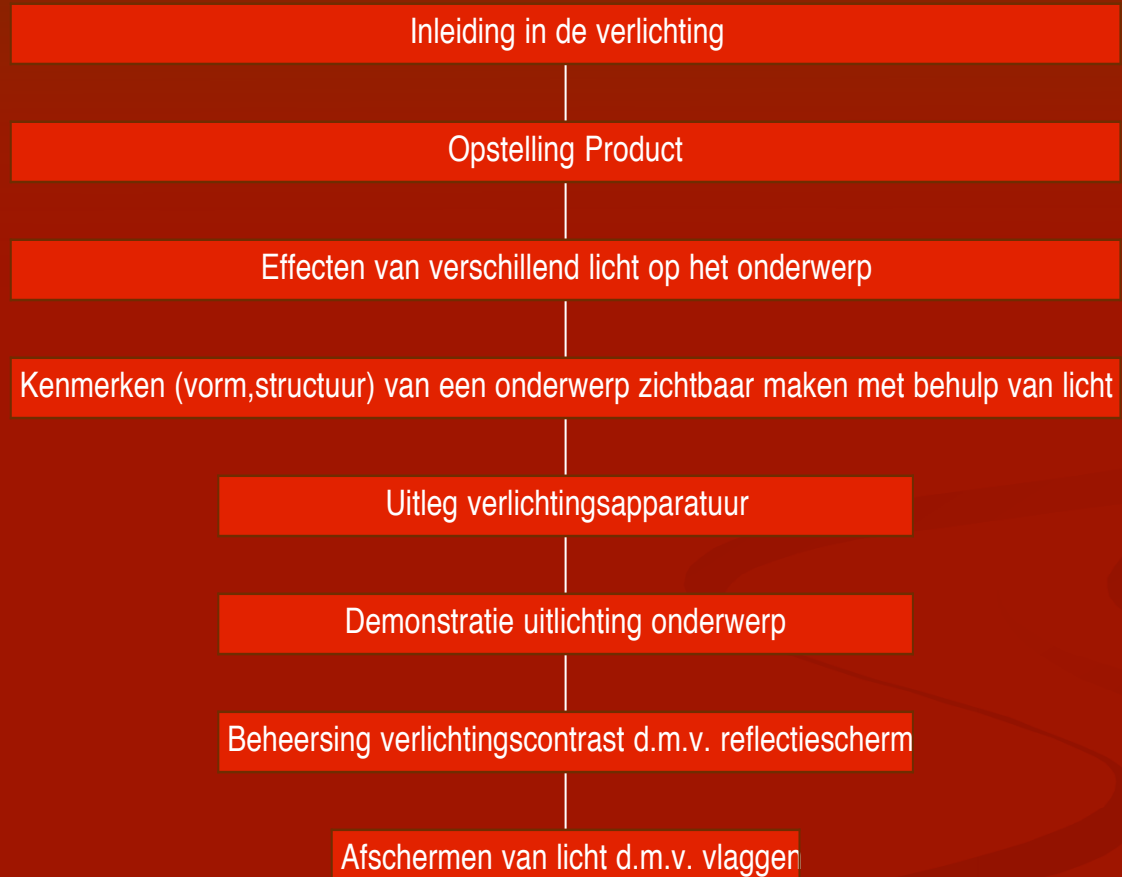 Inleiding in de verlichting
Opstelling Product
Effecten van verschillend licht op het onderwerp
Kenmerken (vorm,structuur) van een onderwerp zichtbaar maken met behulp van licht
Uitleg verlichtingsapparatuur
Demonstratie uitlichting onderwerp
Beheersing verlichtingscontrast d.m.v. reflectiescherm
Afschermen van licht d.m.v. vlaggen